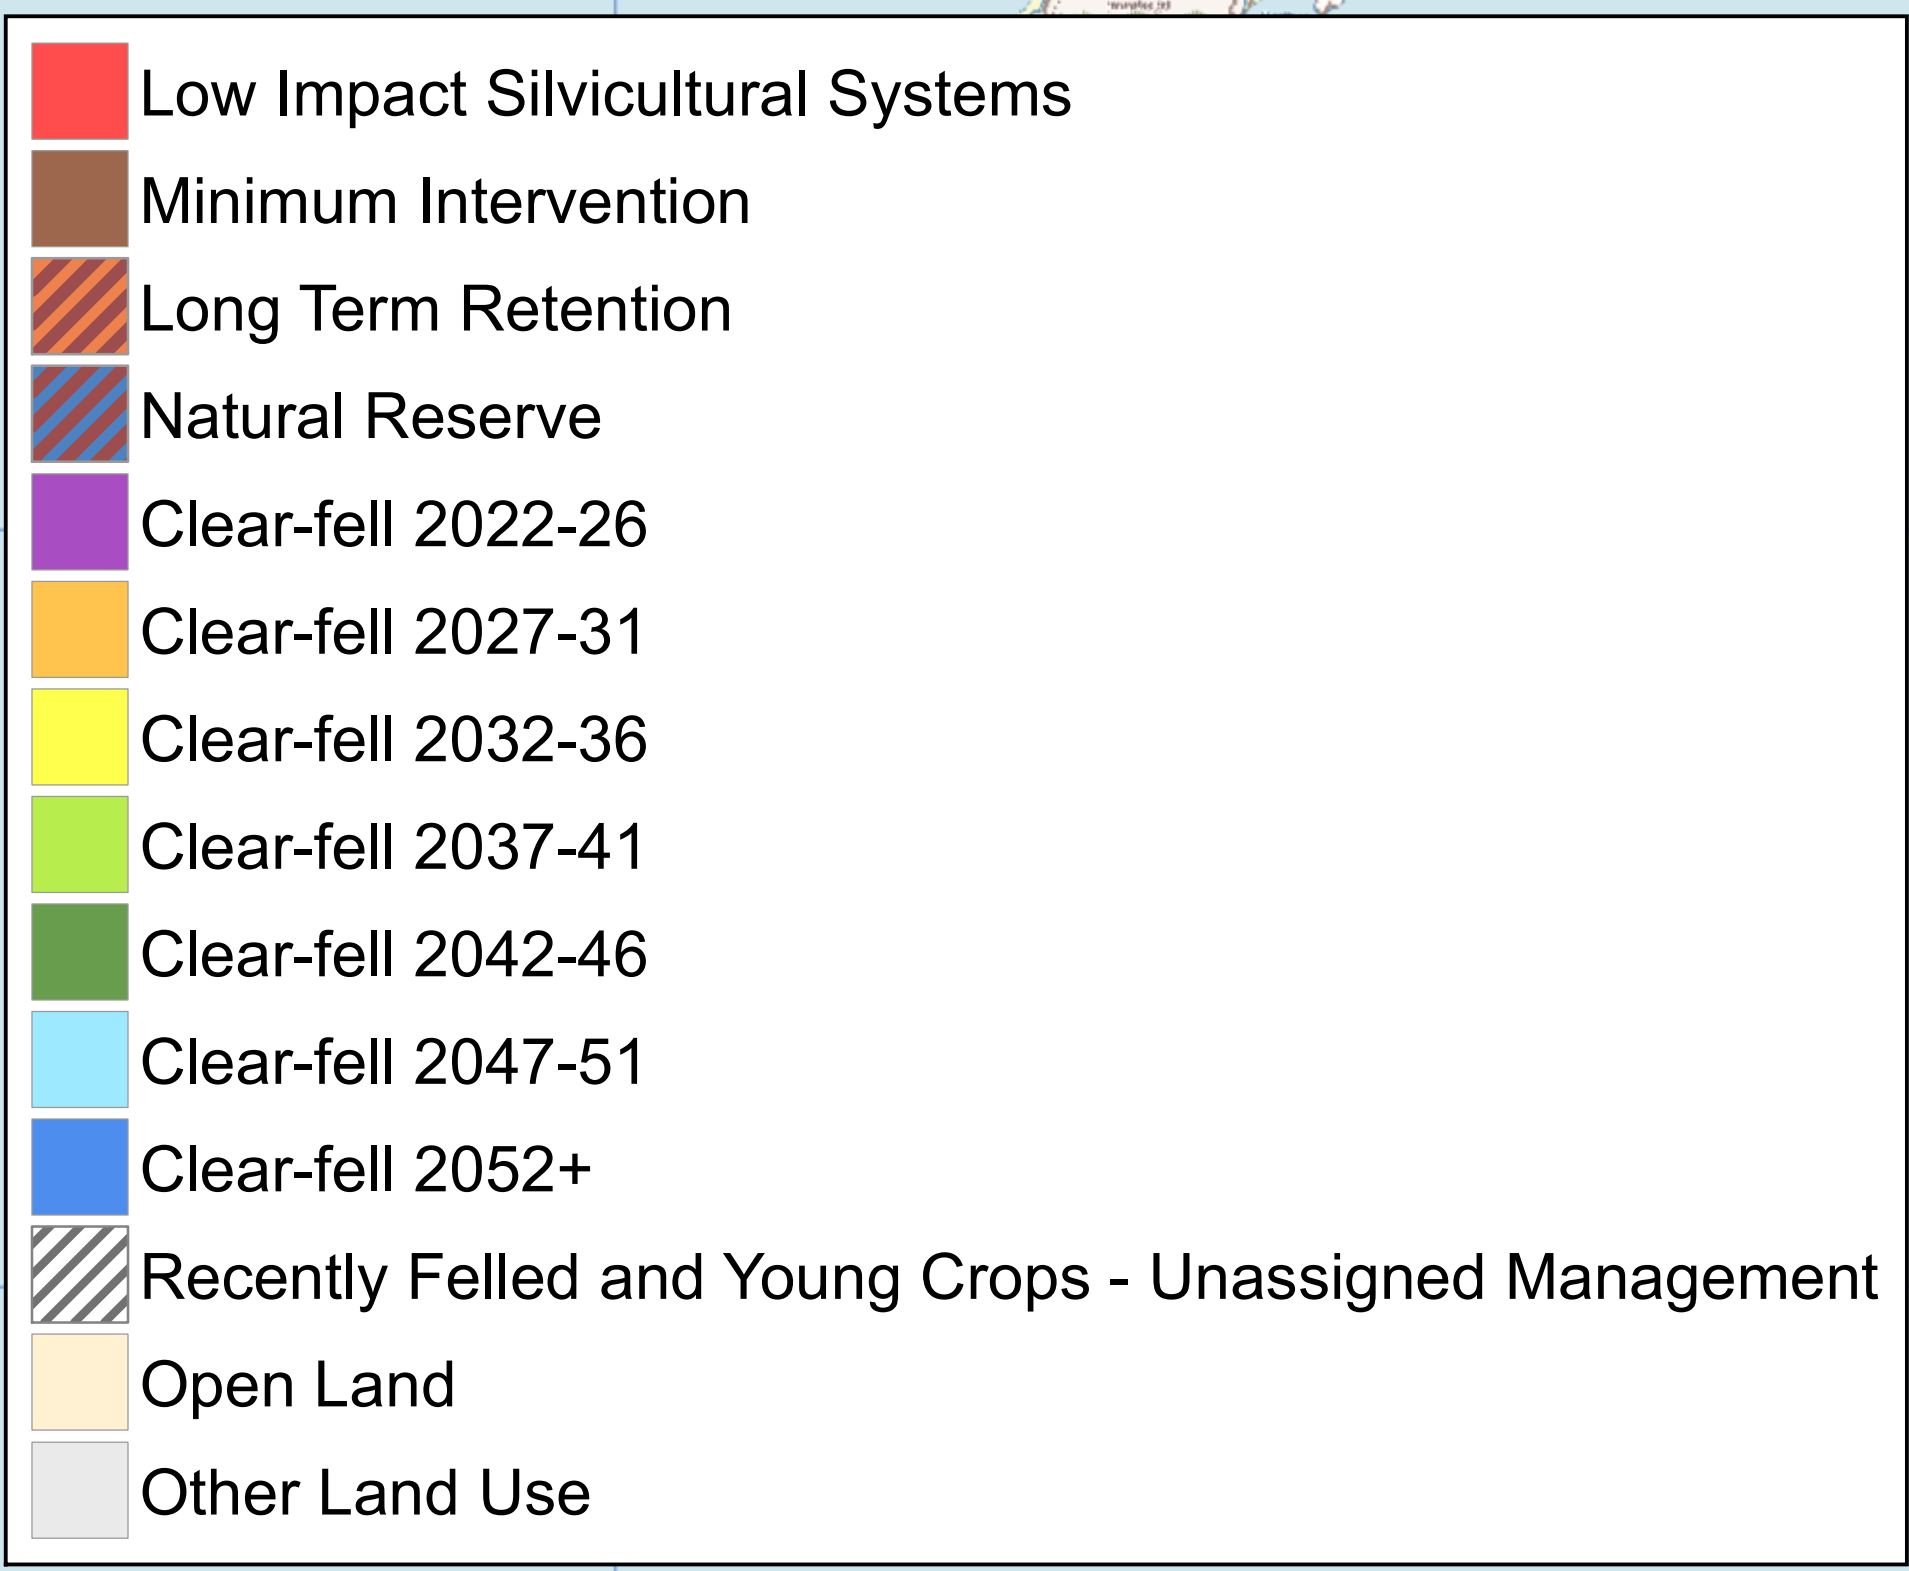 Low Impact Silvicultural Systems
Minimum Intervention
Long Term Retention
Natural Reserve
Clear-fell 2022-26
Clear-fell 2027-31
Clear-fell 2032-36
Clear-fell 2037-41
Clear-fell 2042-46
Clear-fell 2047-51
Clear-fell 2052+
Recently Felled and Young Crops - Unassigned Management
Open Land
Other Land Use